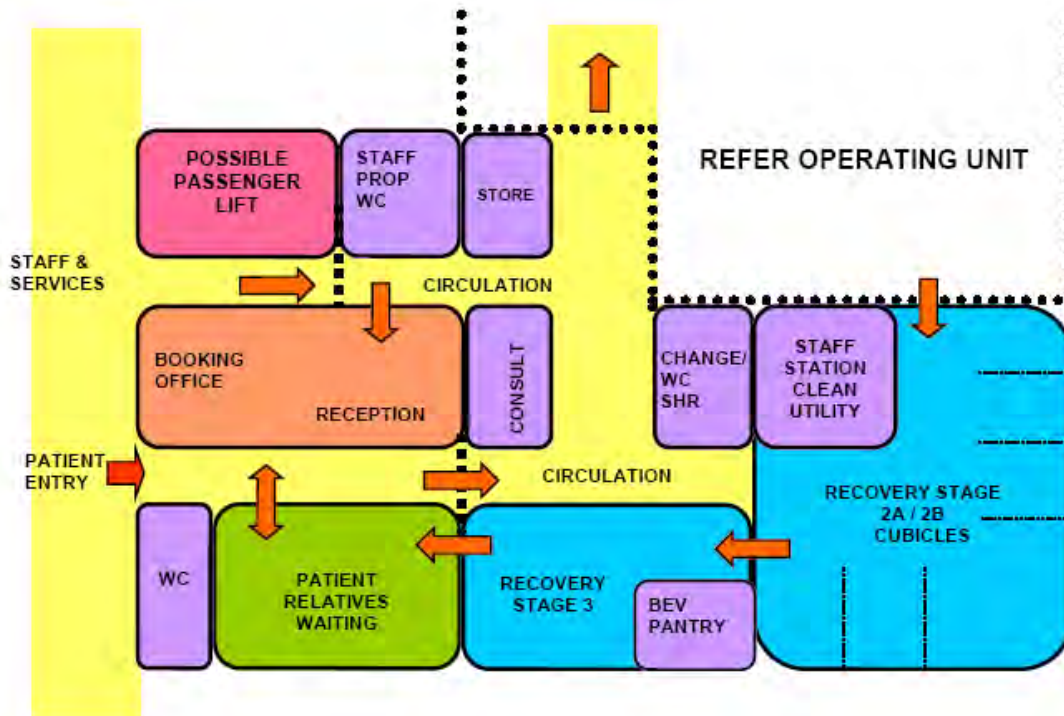 POSSIBLE
PASSENGER
LIFT
STAFF
PROP
WC
STORE
REFER OPERATING UNIT
STAFF &
SERVICES
CIRCULATION
BOOKING
OFFICE
RECEPTION
CONSULT
CHANGE/
WC
SHR
STAFF
STATION
CLEAN
UTILITY
PATIENT
ENTRY
CIRCULATION
RECOVERY STAGE
2A / 2B
CUBICLES
WC
PATIENT
RELATIVES
WAITING
RECOVERY
STAGE 3
BEV
PANTRY